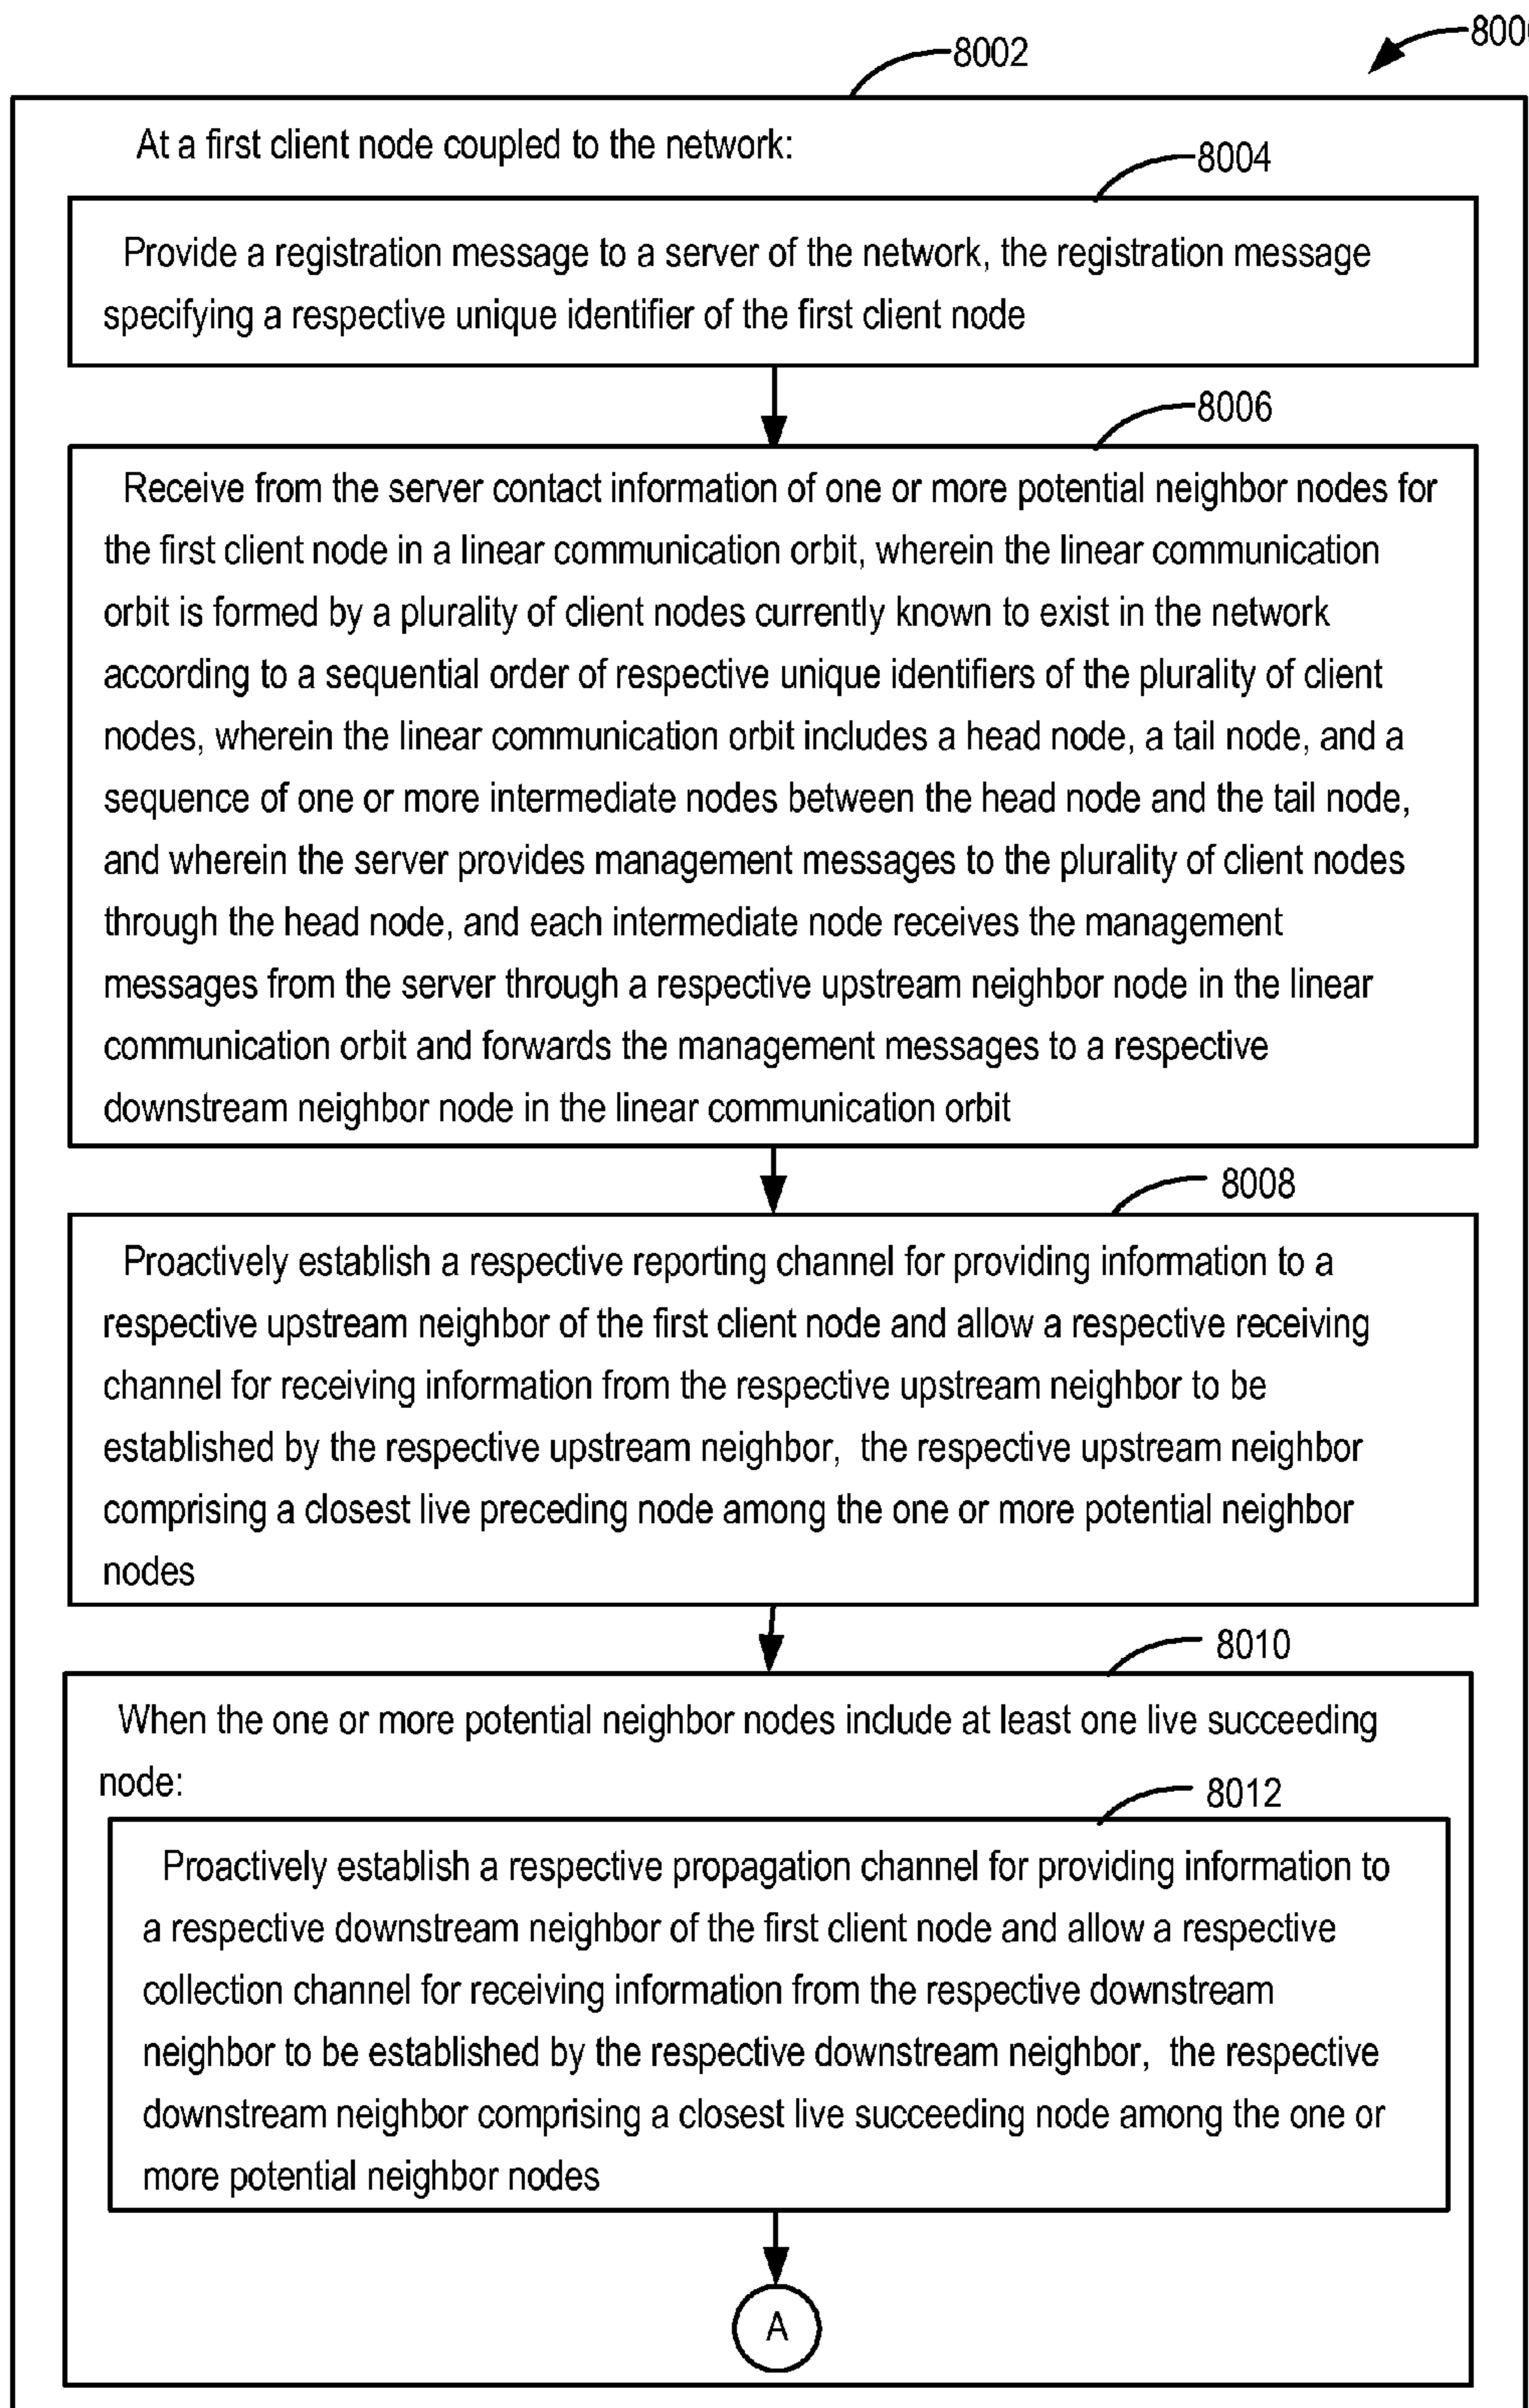 800
8002
At a first client node coupled to the network:
8004
Provide a registration message to a server of the network, the registration message
specifying a respective unique identifier of the first client node
8006
Receive from the server contact information of one or more potential neighbor nodes for
the first client node in a linear communication orbit, wherein the linear communication
orbit is formed by a plurality of client nodes currently known to exist in the network
according to a sequential order of respective unique identifiers of the plurality of client
nodes, wherein the linear communication orbit includes a head node, a tail node, and a
sequence of one or more intermediate nodes between the head node and the tail node,
and wherein the server provides management messages to the plurality of client nodes
through the head node, and each intermediate node receives the management
messages from the server through a respective upstream neighbor node in the linear
communication orbit and forwards the management messages to a respective
downstream neighbor node in the linear communication orbit
8008
Proactively establish a respective reporting channel for providing information to a
respective upstream neighbor of the first client node and allow a respective receiving
channel for receiving information from the respective upstream neighbor to be
established by the respective upstream neighbor, the respective upstream neighbor
comprising a closest live preceding node among the one or more potential neighbor
nodes
8010
When the one or more potential neighbor nodes include at least one live succeeding
node:
8012
Proactively establish a respective propagation channel for providing information to
a respective downstream neighbor of the first client node and allow a respective
collection channel for receiving information from the respective downstream
neighbor to be established by the respective downstream neighbor, the respective
downstream neighbor comprising a closest live succeeding node among the one or
more potential neighbor nodes
A